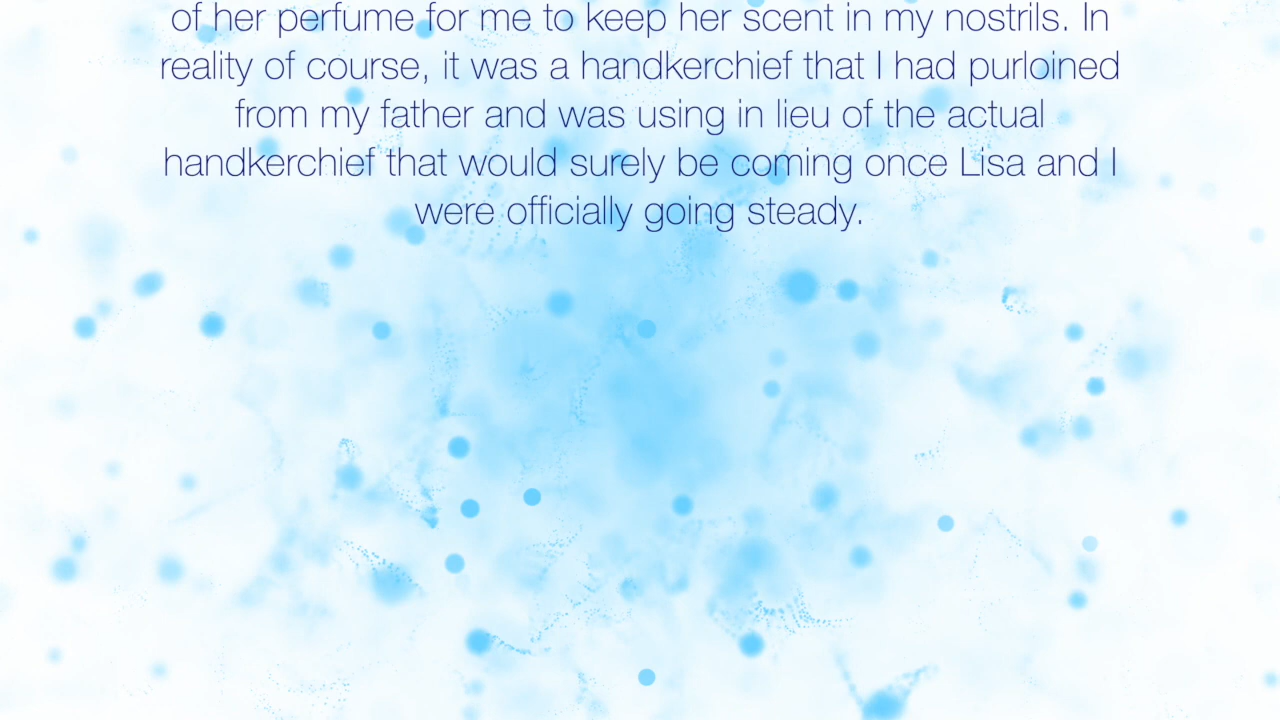 of her perfume for me to keep her scent in my nostrils. In
reality of course, it was a handkerchief that I had purloined
from my father and was using in lieu of the actual
handkerchief that would surely be coming once Lisa and I
were officially going steady.